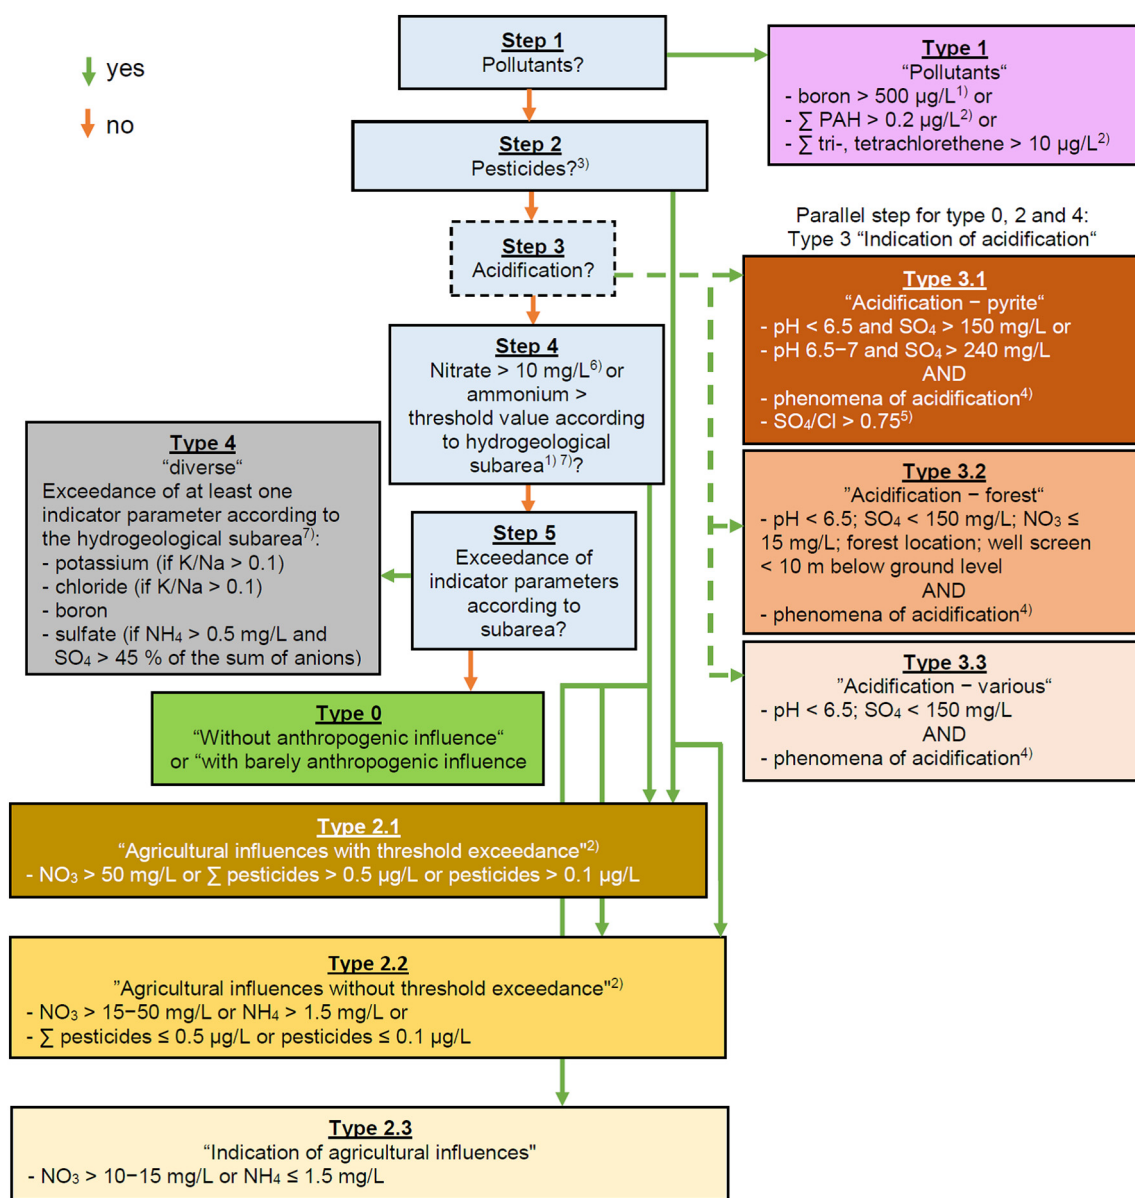 yes
no
Step 1
Pollutants?
Type 1
“Pollutants“
- boron > 500 µg/L1) or
- ∑ PAH > 0.2 µg/L2) or
- ∑ tri-, tetrachlorethene > 10 µg/L2)
Step 2
Pesticides?3)
Parallel step for type 0, 2 and 4:
Type 3 “Indication of acidification“
Step 3
Acidification?
Type 3.1
“Acidification − pyrite“
- pH < 6.5 and SO₄ > 150 mg/L or
- pH 6.5−7 and SO₄ > 240 mg/L
AND
- phenomena of acidification4)
- SO₄/Cl > 0.755)
Step 4
Nitrate > 10 mg/L6) or
ammonium >
threshold value according
to hydrogeological
subarea1) 7)?
Type 4
“diverse“
Exceedance of at least one
indicator parameter according to
the hydrogeological subarea7):
- potassium (if K/Na > 0.1)
- chloride (if K/Na > 0.1)
- boron
- sulfate (if NH₄ > 0.5 mg/L and
SO₄ > 45 % of the sum of anions)
Type 3.2
”Acidification − forest“
- pH < 6.5; SO₄ < 150 mg/L; NO₃ ≤
15 mg/L; forest location; well screen
< 10 m below ground level
AND
- phenomena of acidification4)
Step 5
Exceedance of
indicator parameters
according to
subarea?
Type 3.3
”Acidification − various“
- pH < 6.5; SO₄ < 150 mg/L
AND
- phenomena of acidification4)
Type 0
“Without anthropogenic influence“
or “with barely anthropogenic influence
Type 2.1
“Agricultural influences with threshold exceedance"2)
- NO₃ > 50 mg/L or ∑ pesticides > 0.5 µg/L or pesticides > 0.1 µg/L
Type 2.2
”Agricultural influences without threshold exceedance"2)
- NO₃ > 15−50 mg/L or NH₄ > 1.5 mg/L or
- ∑ pesticides ≤ 0.5 µg/L or pesticides ≤ 0.1 µg/L
Type 2.3
“Indication of agricultural influences"
- NO₃ > 10−15 mg/L or NH₄ ≤ 1.5 mg/L